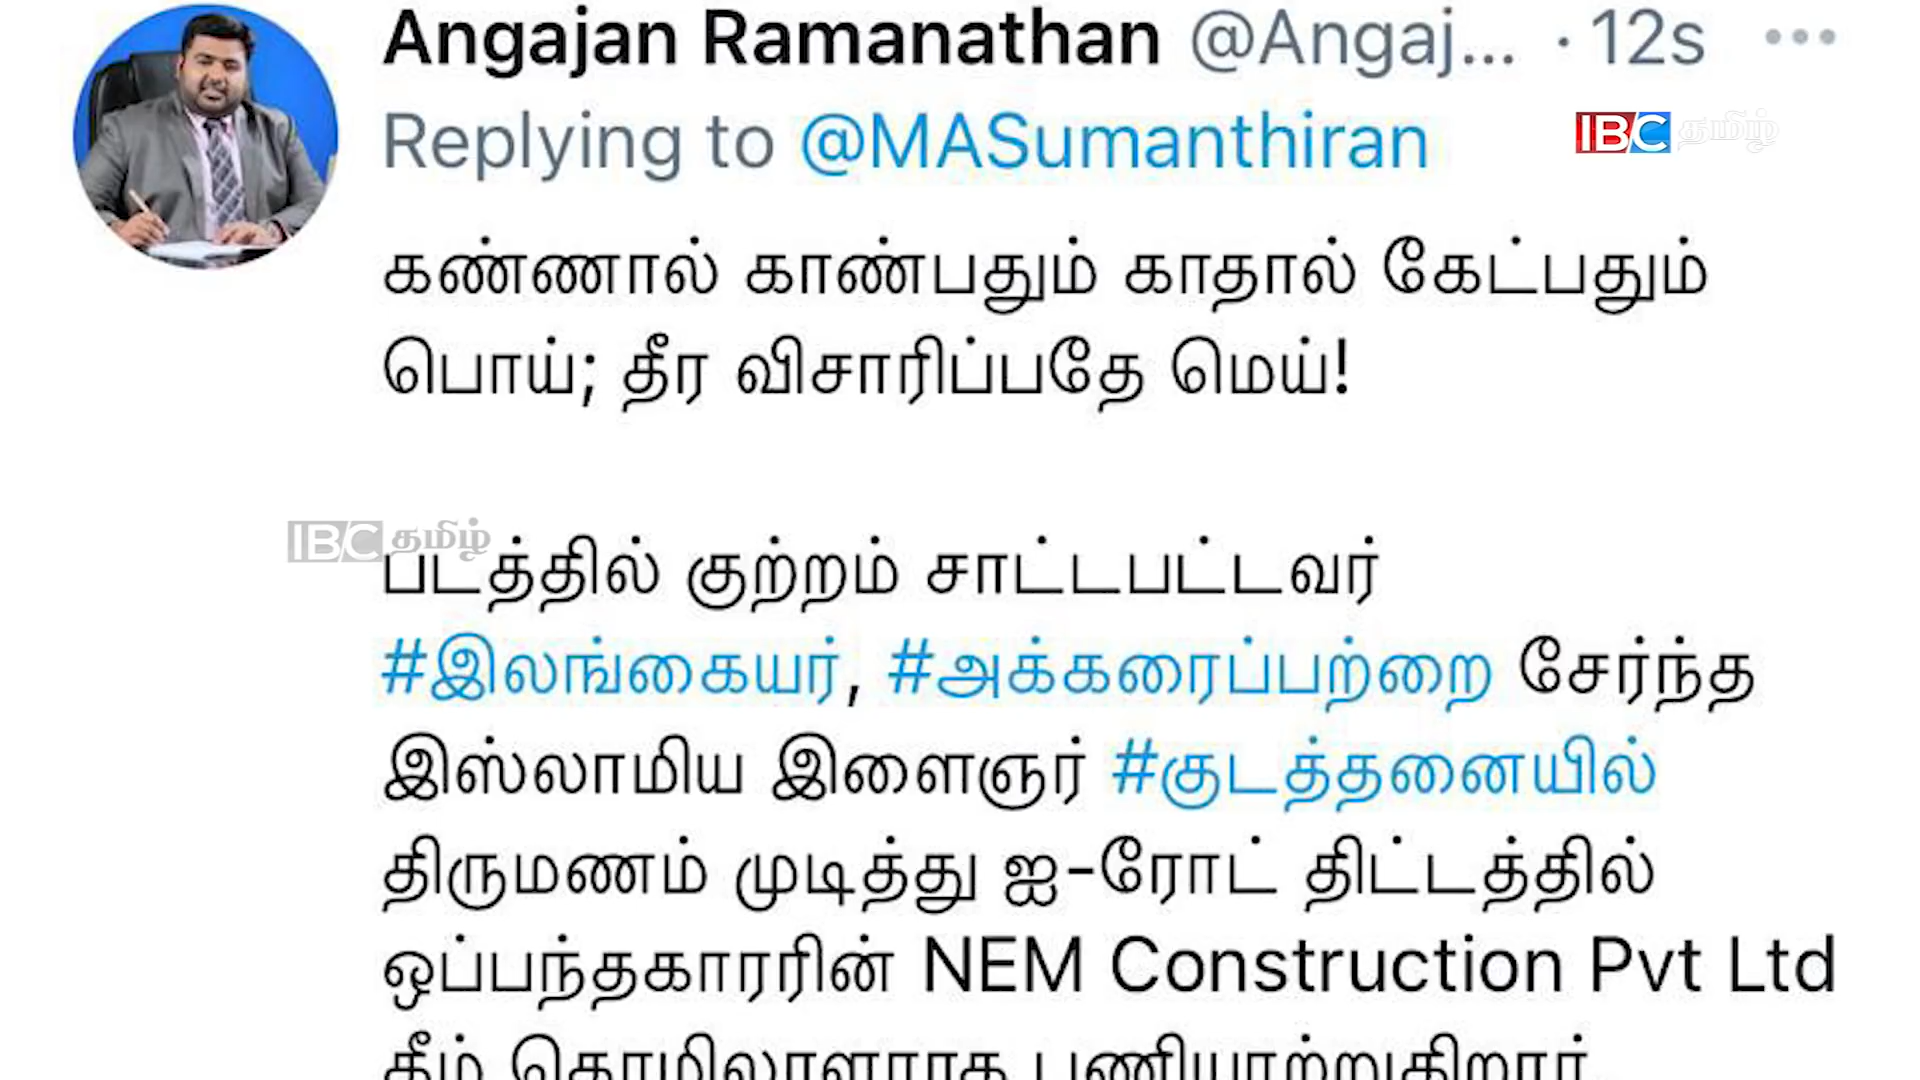 Angajan Ramanathan @Angaj... · 12s
Replying to @MASumanthiran
IBC தமிழ்
கண்ணால் காண்பதும் காதால் கேட்பதும்
பொய்; தீர விசாரிப்பதே மெய்!
IBC தமிழ்
படத்தில் குற்றம் சாட்டபட்டவர்
#இலங்கையர், #அக்கரைப்பற்றை சேர்ந்த
இஸ்லாமிய இளைஞர் #குடத்தனையில்
திருமணம் முடித்து ஐ-ரோட் திட்டத்தில்
ஒப்பந்தகாரரின் NEM Construction Pvt Ltd
கீழ் தொழிலாளராக பணியாற்றுகிறார்.